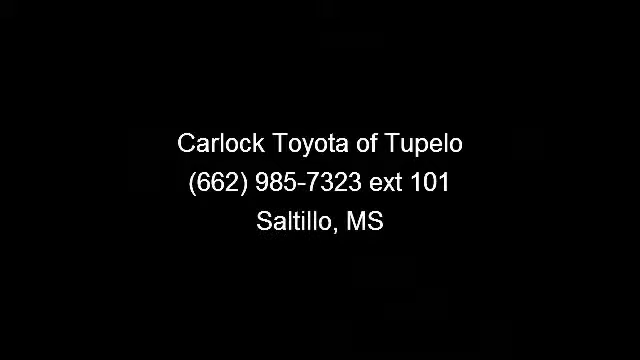 Carlock Toyota of Tupelo
(662) 985-7323 ext 101
Saltillo, MS